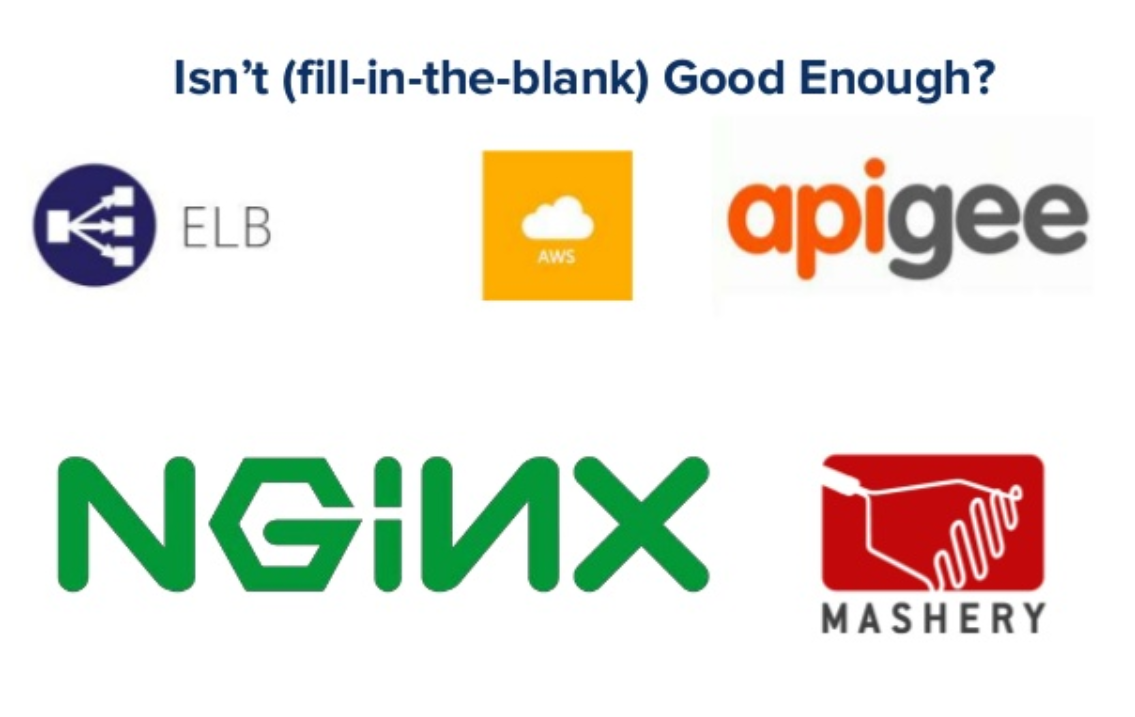 Isn’t (fill-in-the-blank) Good Enough?
ELB
AWS
apigee
NGiNX
MASHERY